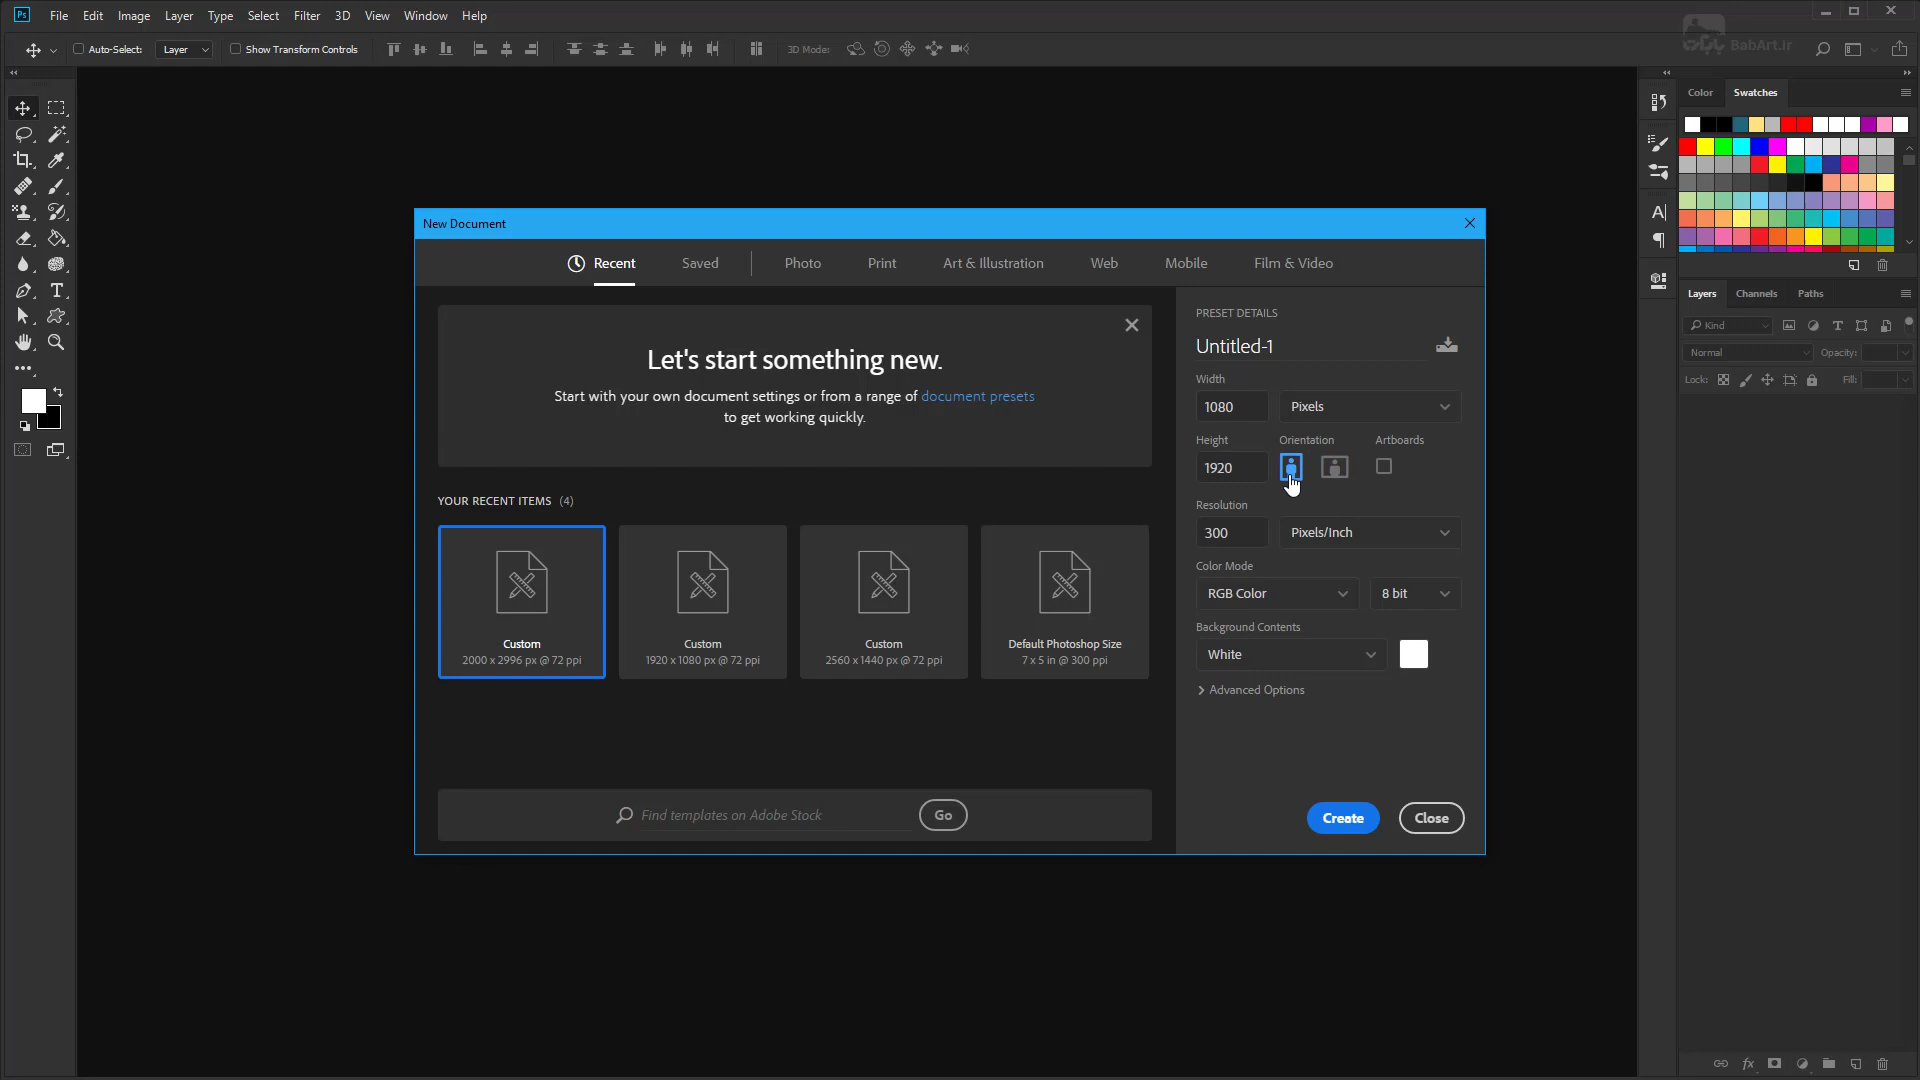 Ps File Edit Image Layer Type Select Filter 3D View Window Help
Auto-Select: Layer Show Transform Controls 3D Mode: BabArt.ir
Color Swatches
New Document
Recent Saved Photo Print Art & Illustration Web Mobile Film & Video
Let's start something new.
Start with your own document settings or from a range of document presets
to get working quickly.
YOUR RECENT ITEMS (4)
Custom
2000 x 2996 px @ 72 ppi
Custom
1920 x 1080 px @ 72 ppi
Custom
2560 x 1440 px @ 72 ppi
Default Photoshop Size
7 x 5 in @ 300 ppi
Find templates on Adobe Stock Go
PRESET DETAILS
Untitled-1
Width
1080 Pixels
Height Orientation Artboards
1920
Resolution
300 Pixels/Inch
Color Mode
RGB Color 8 bit
Background Contents
White
Advanced Options
Create Close
Layers Channels Paths
Kind
Normal Opacity:
Lock: Fill:
fx